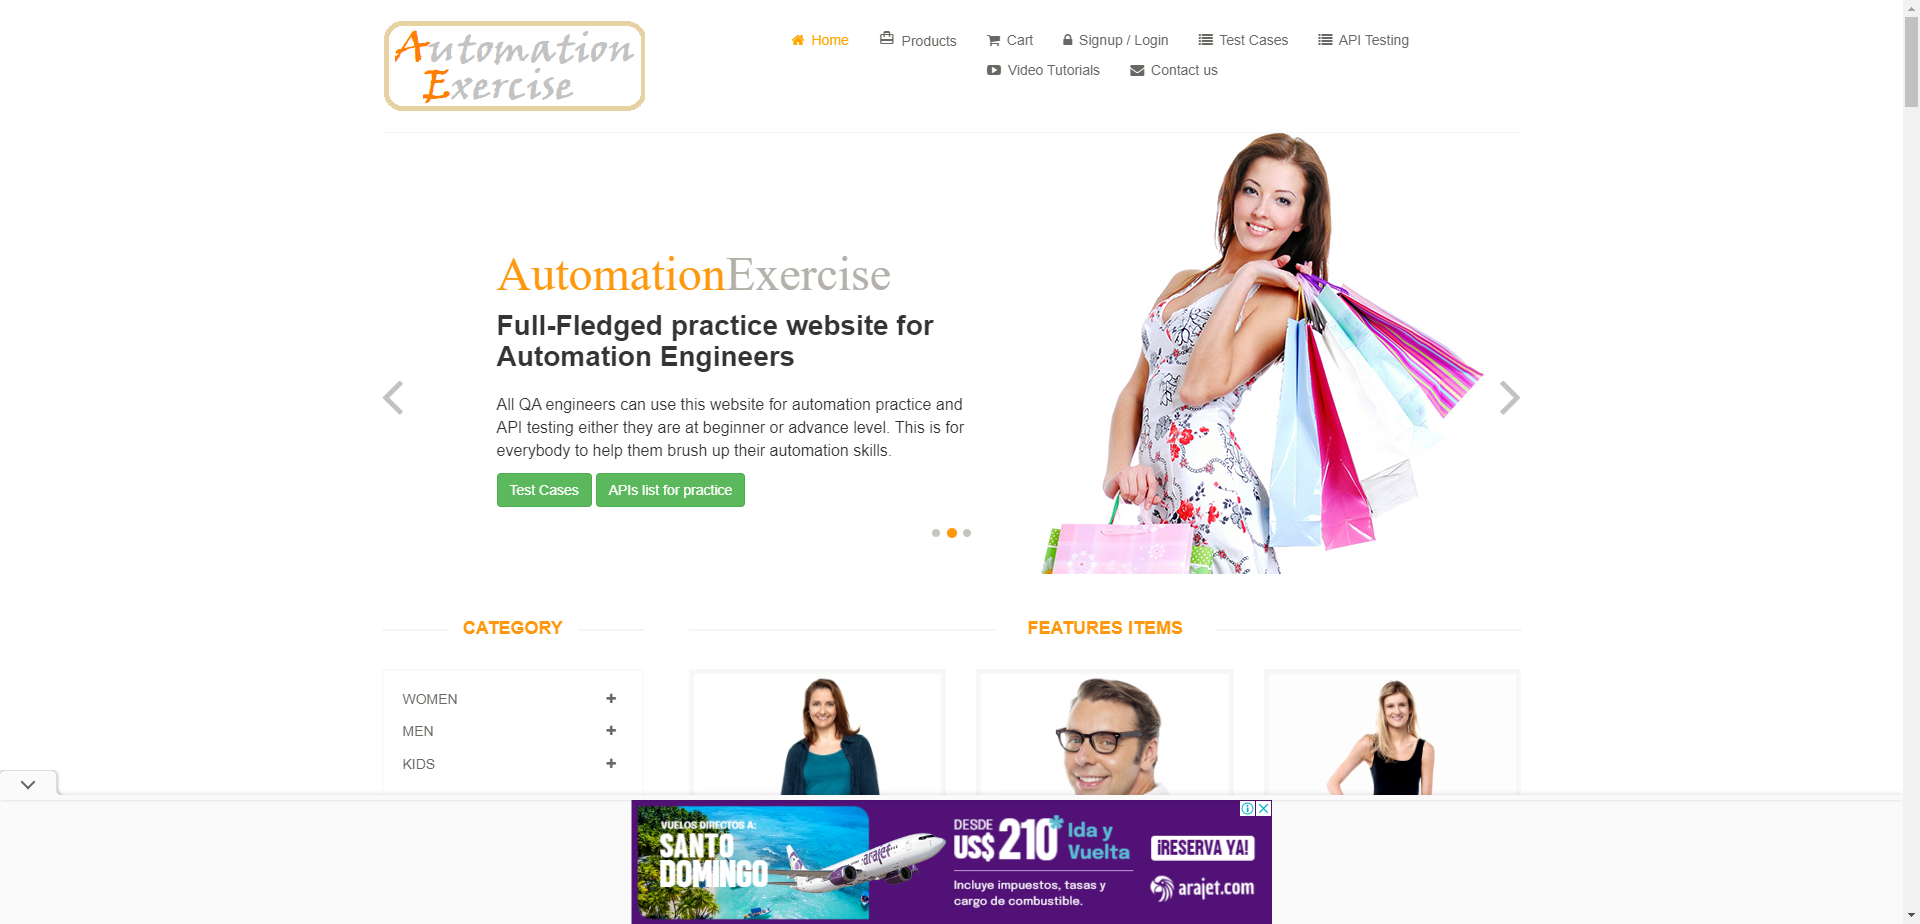 Automation
Exercise
Home
Products
Cart
Signup / Login
Test Cases
API Testing
Video Tutorials
Contact us
AutomationExercise
Full-Fledged practice website for
Automation Engineers
All QA engineers can use this website for automation practice and
API testing either they are at beginner or advance level. This is for
everybody to help them brush up their automation skills.
Test Cases
APIs list for practice
CATEGORY
FEATURES ITEMS
WOMEN
MEN
KIDS
VUELOS DIRECTOS A:
SANTO
DOMINGO
arajet
DESDE
US$ 210*
Ida y
Vuelta
Incluye impuestos, tasas y
cargo de combustible.
¡RESERVA YA!
arajet.com